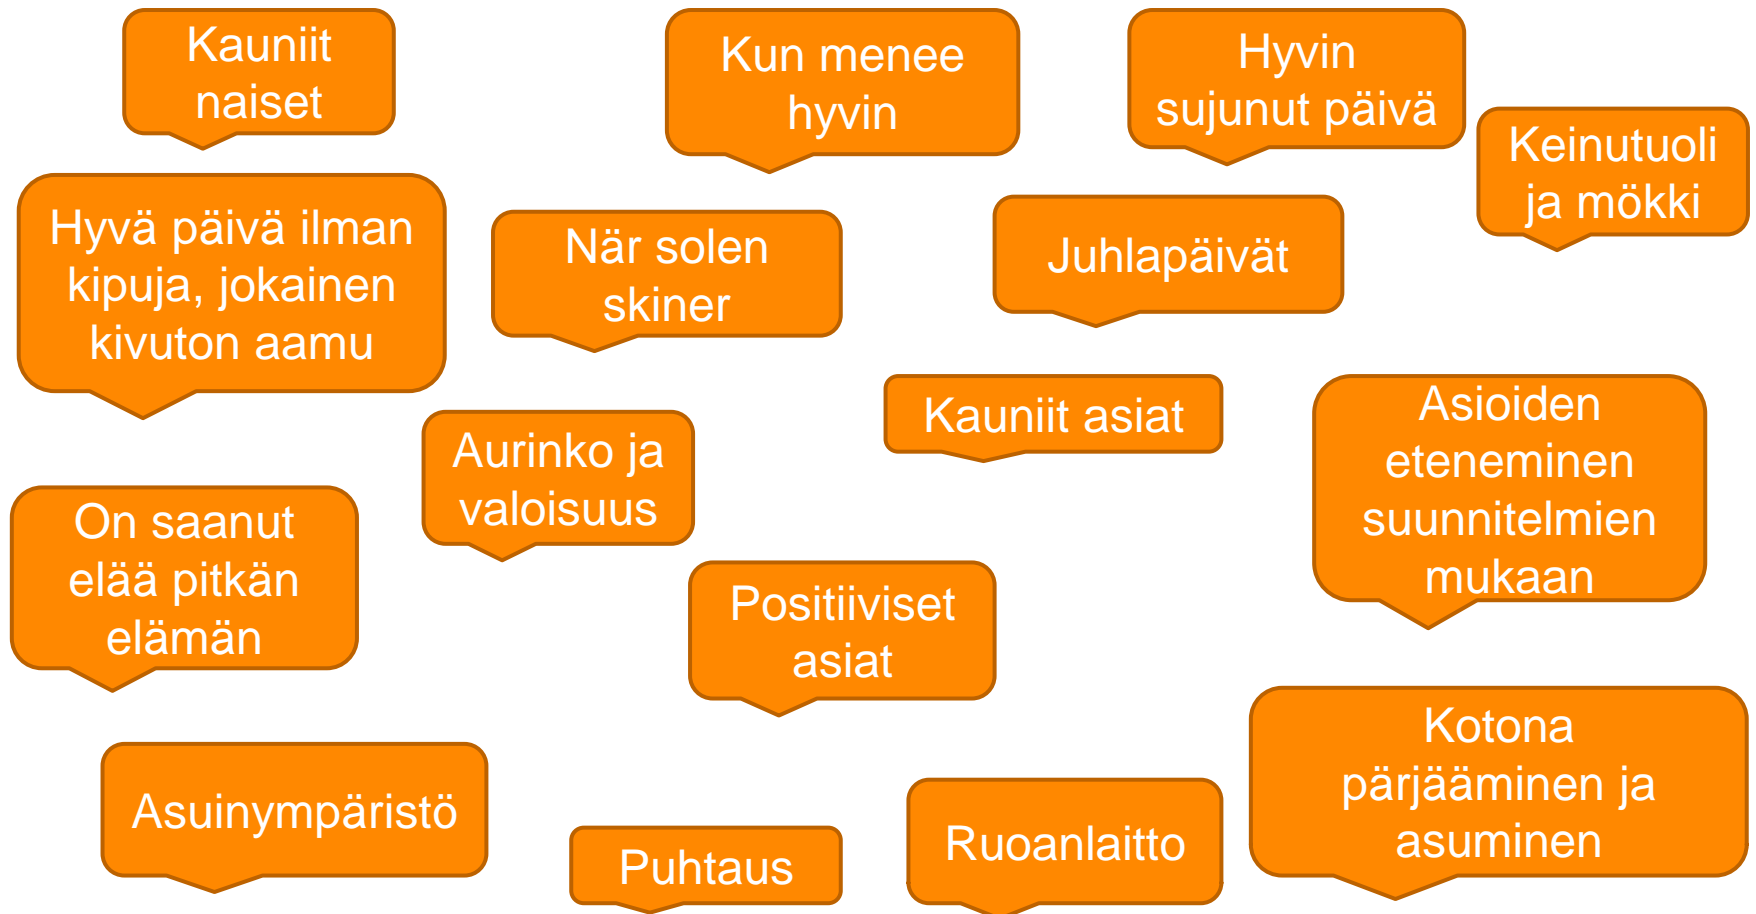 Kauniit
naiset
Kun menee
hyvin
Hyvin
sujunut päivä
Keinutuoli
ja mökki
Hyvä päivä ilman
kipuja, jokainen
kivuton aamu
När solen
skiner
Juhlapäivät
Kauniit asiat
Asioiden
eteneminen
suunnitelmien
mukaan
Aurinko ja
valoisuus
On saanut
elää pitkän
elämän
Positiiviset
asiat
Kotona
pärjääminen ja
asuminen
Asuinympäristö
Puhtaus
Ruoanlaitto